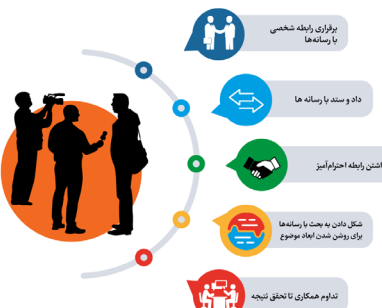 برقراری رابطه شخصی
با رسانه‌ها
داد و ستد با رسانه ها
رابطه احترام‌آمیز
شکل دادن به بحث با رسانه‌ها
برای روشن شدن ابعاد موضوع
تداوم همکاری تا تحقق نتیجه